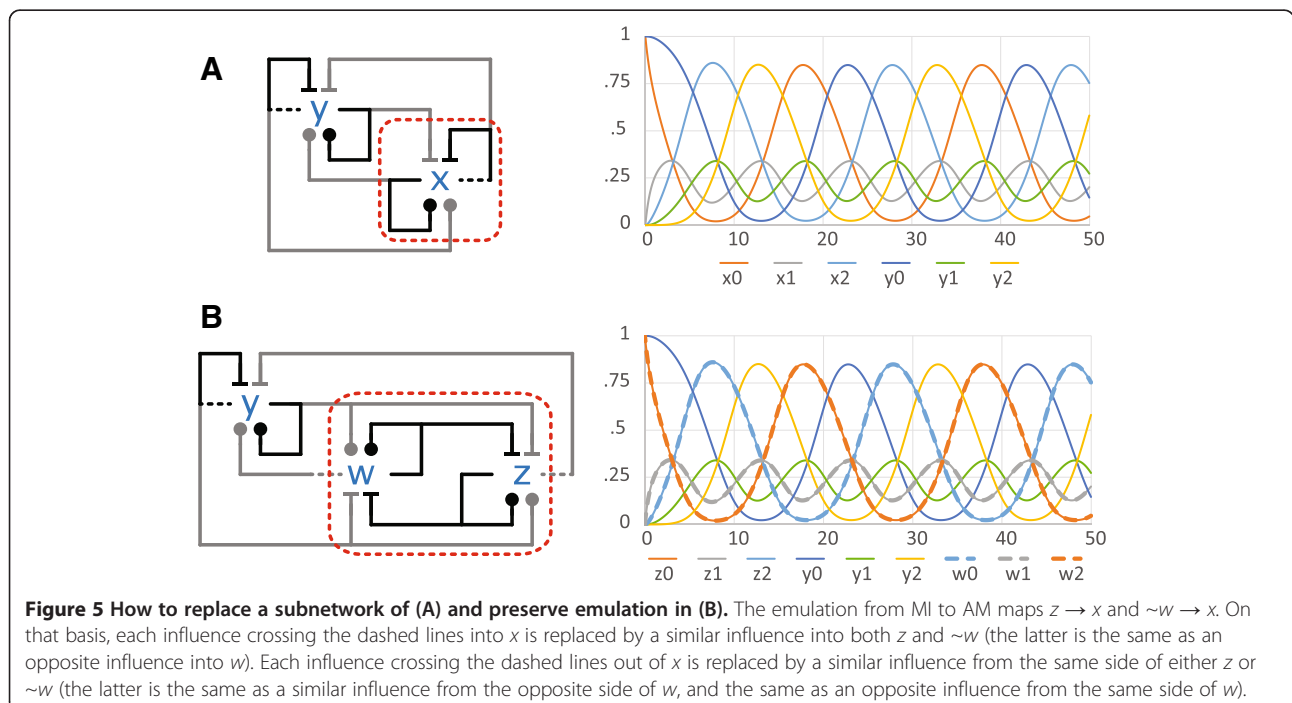 A
y
x
1
.75
.5
.25
0
0 10 20 30 40 50
x0 x1 x2 y0 y1 y2
B
y
w
z
1
.75
.5
.25
0
0 10 20 30 40 50
z0 z1 z2 y0 y1 y2 w0 w1 w2
Figure 5 How to replace a subnetwork of (A) and preserve emulation in (B). The emulation from MI to AM maps z → x and ~w → x. On
that basis, each influence crossing the dashed lines into x is replaced by a similar influence into both z and ~w (the latter is the same as an
opposite influence into w). Each influence crossing the dashed lines out of x is replaced by a similar influence from the same side of either z or
~w (the latter is the same as a similar influence from the opposite side of w, and the same as an opposite influence from the same side of w).